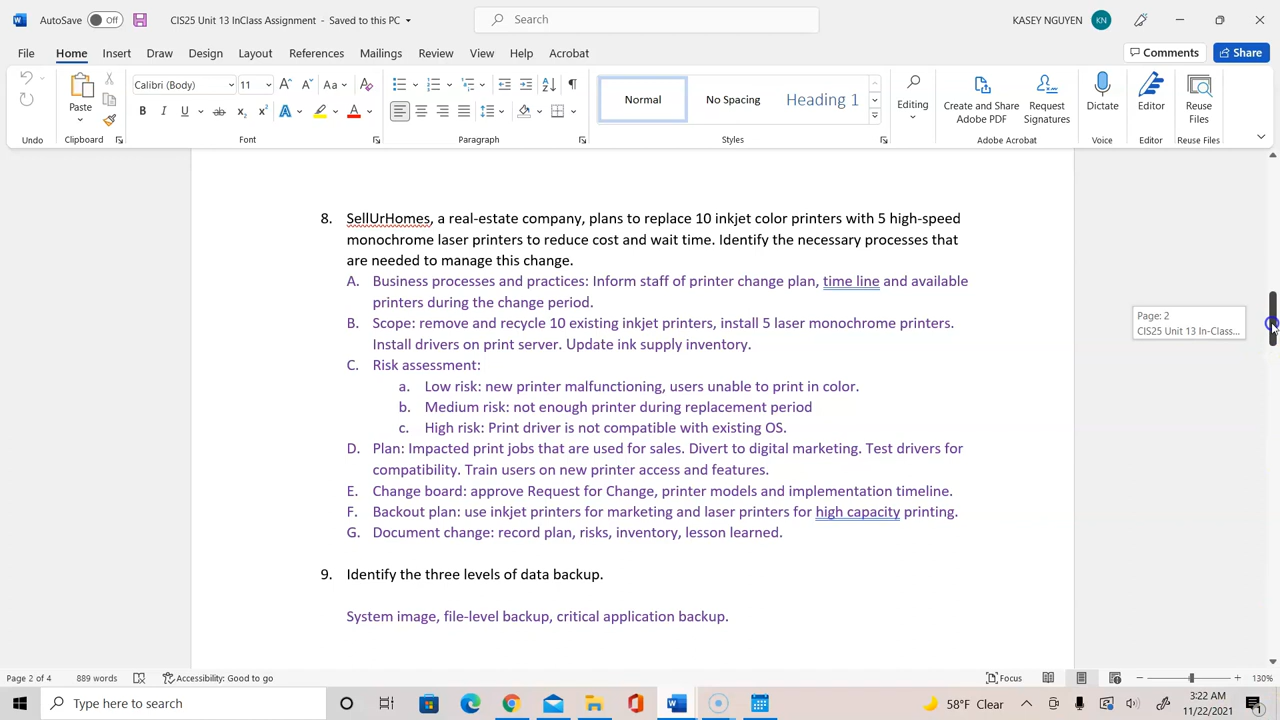 AutoSave Off CIS25 Unit 13 InClass Assignment - Saved to this PC Search KASEY NGUYEN KN
File Home Insert Draw Design Layout References Mailings Review View Help Acrobat Comments Share
Calibri (Body) 11 Aa
Paste
B I U ab x₂ x² A A
Normal No Spacing Heading 1
Editing Create and Share Adobe PDF Request Signatures Dictate Editor Reuse Files
Undo Clipboard Font Paragraph Styles Adobe Acrobat Voice Editor Reuse Files
8. SellUrHomes, a real-estate company, plans to replace 10 inkjet color printers with 5 high-speed
monochrome laser printers to reduce cost and wait time. Identify the necessary processes that
are needed to manage this change.
A. Business processes and practices: Inform staff of printer change plan, time line and available
printers during the change period.
B. Scope: remove and recycle 10 existing inkjet printers, install 5 laser monochrome printers.
Install drivers on print server. Update ink supply inventory.
C. Risk assessment:
a. Low risk: new printer malfunctioning, users unable to print in color.
b. Medium risk: not enough printer during replacement period
c. High risk: Print driver is not compatible with existing OS.
D. Plan: Impacted print jobs that are used for sales. Divert to digital marketing. Test drivers for
compatibility. Train users on new printer access and features.
E. Change board: approve Request for Change, printer models and implementation timeline.
F. Backout plan: use inkjet printers for marketing and laser printers for high capacity printing.
G. Document change: record plan, risks, inventory, lesson learned.
9. Identify the three levels of data backup.
System image, file-level backup, critical application backup.
Page: 2
CIS25 Unit 13 In-Class...
Page 2 of 4 889 words Accessibility: Good to go Focus 130%
Type here to search 58°F Clear 3:22 AM
11/22/2021 1